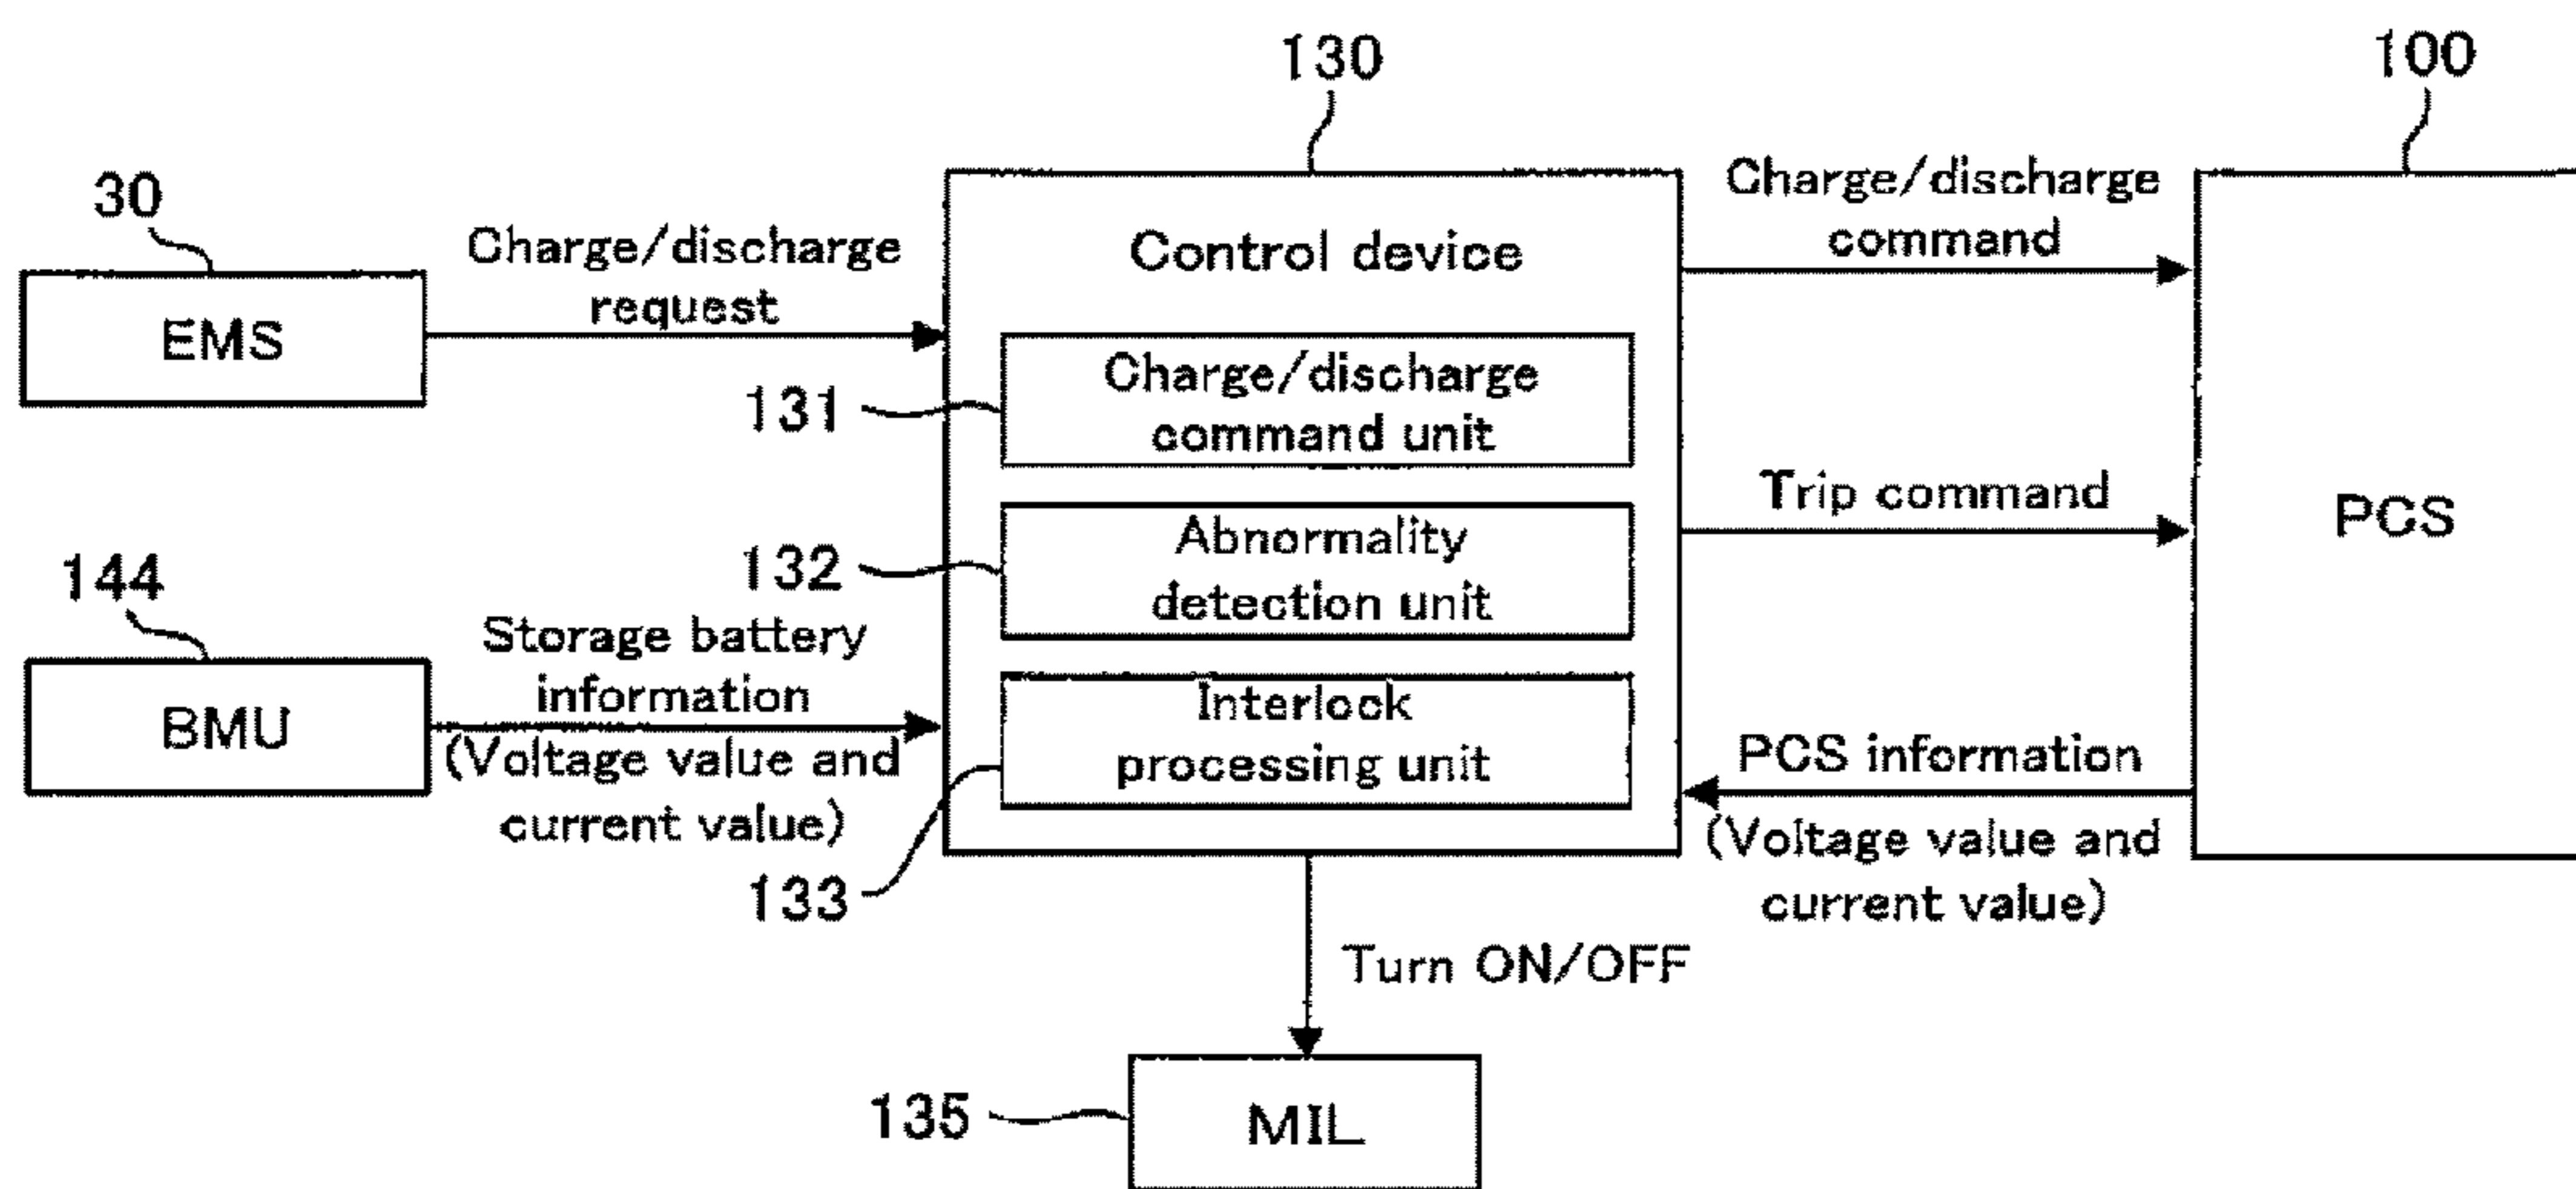 130
100
30
Charge/discharge
request
EMS
Control device
Charge/discharge
command
131
Charge/discharge
command unit
Trip command
PCS
132
Abnormality
detection unit
144
Storage battery
information
(Voltage value and
current value)
BMU
Interlock
processing unit
133
PCS information
(Voltage value and
current value)
Turn ON/OFF
135
MIL